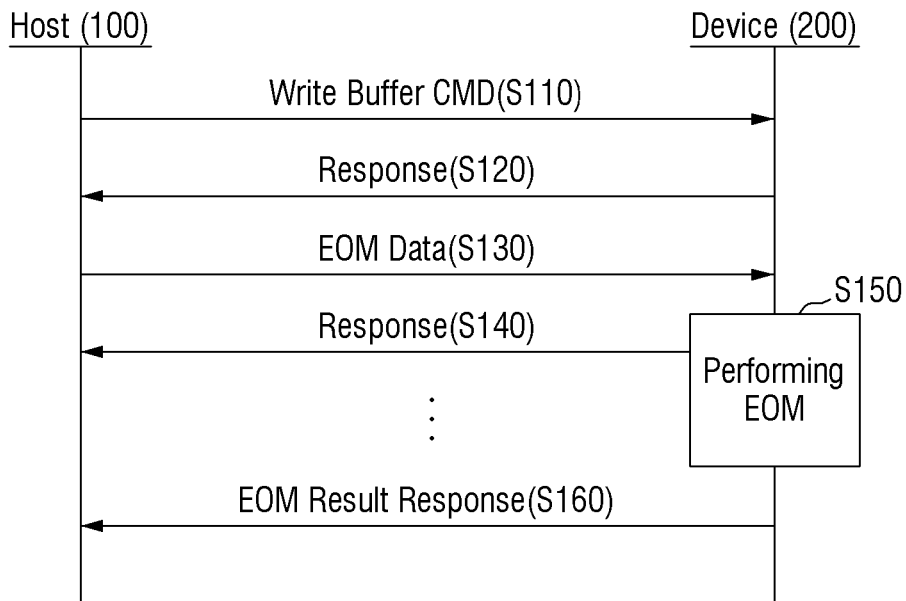 Host (100)
Device (200)
Write Buffer CMD(S110)
Response(S120)
EOM Data(S130)
S150
Response(S140)
Performing
EOM
EOM Result Response(S160)